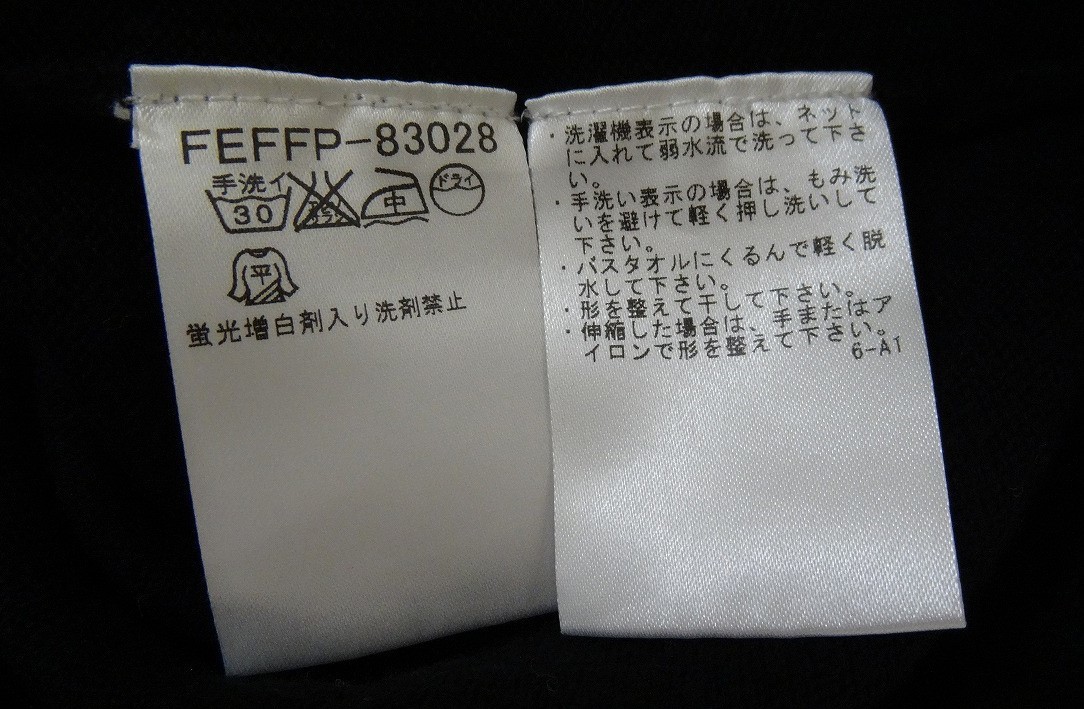 FEFFP-83028
手洗イ
30
エンソサラシ
中
ドライ
平
蛍光増白剤入り洗剤禁止
・洗濯機表示の場合は、ネット
に入れて弱水流で洗って下さ
い。
・手洗い表示の場合は、もみ洗
いを避けて軽く押し洗いして
下さい。
・バスタオルにくるんで軽く脱
水して下さい。
・形を整えて干して下さい。
・伸縮した場合は、手またはア
イロンで形を整えて下さい。
6-A1